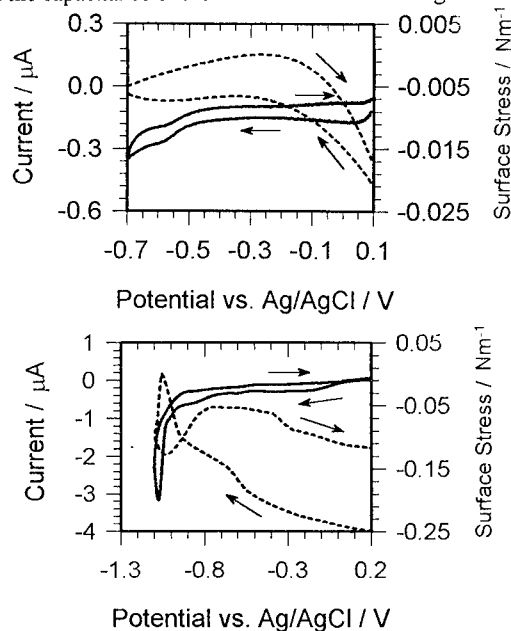 0.3 0.005
0.0 -0.005
-0.3 -0.015
-0.6 -0.025
-0.7 -0.5 -0.3 -0.1 0.1
Current / μA
Surface Stress / Nm⁻¹
Potential vs. Ag/AgCl / V
1 0.05
0 -0.05
-1
-2 -0.15
-3
-4 -0.25
-1.3 -0.8 -0.3 0.2
Current / μA
Surface Stress / Nm⁻¹
Potential vs. Ag/AgCl / V